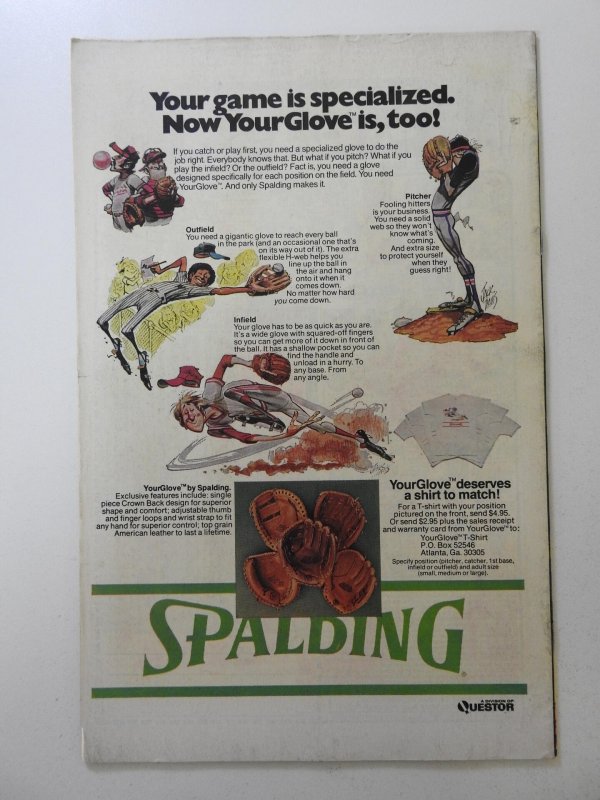 Your game is specialized.
Now YourGlove™ is, too!
If you catch or play first, you need a specialized glove to do the
job right. Everybody knows that. But what if you pitch? What if you
play the infield? Or the outfield? Fact is, you need a glove
designed specifically for each position on the field. You need
YourGlove™. And only Spalding makes it.
Pitcher
Fooling hitters
is your business.
You need a solid
web so they won't
know what's
coming.
And extra size
to protect yourself
when they
guess right!
Outfield
You need a gigantic glove to reach every ball
in the park (and an occasional one that's
on its way out of it). The extra
flexible H-web helps you
line up the ball in
the air and hang
onto it when it
comes down.
No matter how hard
you come down.
Infield
Your glove has to be as quick as you are.
It's a wide glove with squared-off fingers
so you can get more of it down in front of
the ball. It has a shallow pocket so you can
find the handle and
unload in a hurry. To
any base. From
any angle.
YourGlove™ by Spalding.
Exclusive features include: single
piece Crown Back design for superior
shape and comfort; adjustable thumb
and finger loops and wrist strap to fit
any hand for superior control; top grain
American leather to last a lifetime.
YourGlove™ deserves
a shirt to match!
For a T-shirt with your position
pictured on the front, send $4.95.
Or send $2.95 plus the sales receipt
and warranty card from YourGlove™ to:
YourGlove™ T-Shirt
P.O. Box 52546
Atlanta, Ga. 30305
Specify position (pitcher, catcher, 1st base,
infield or outfield) and adult size
(small, medium or large).
SPALDING®
A DIVISION OF
QUESTOR